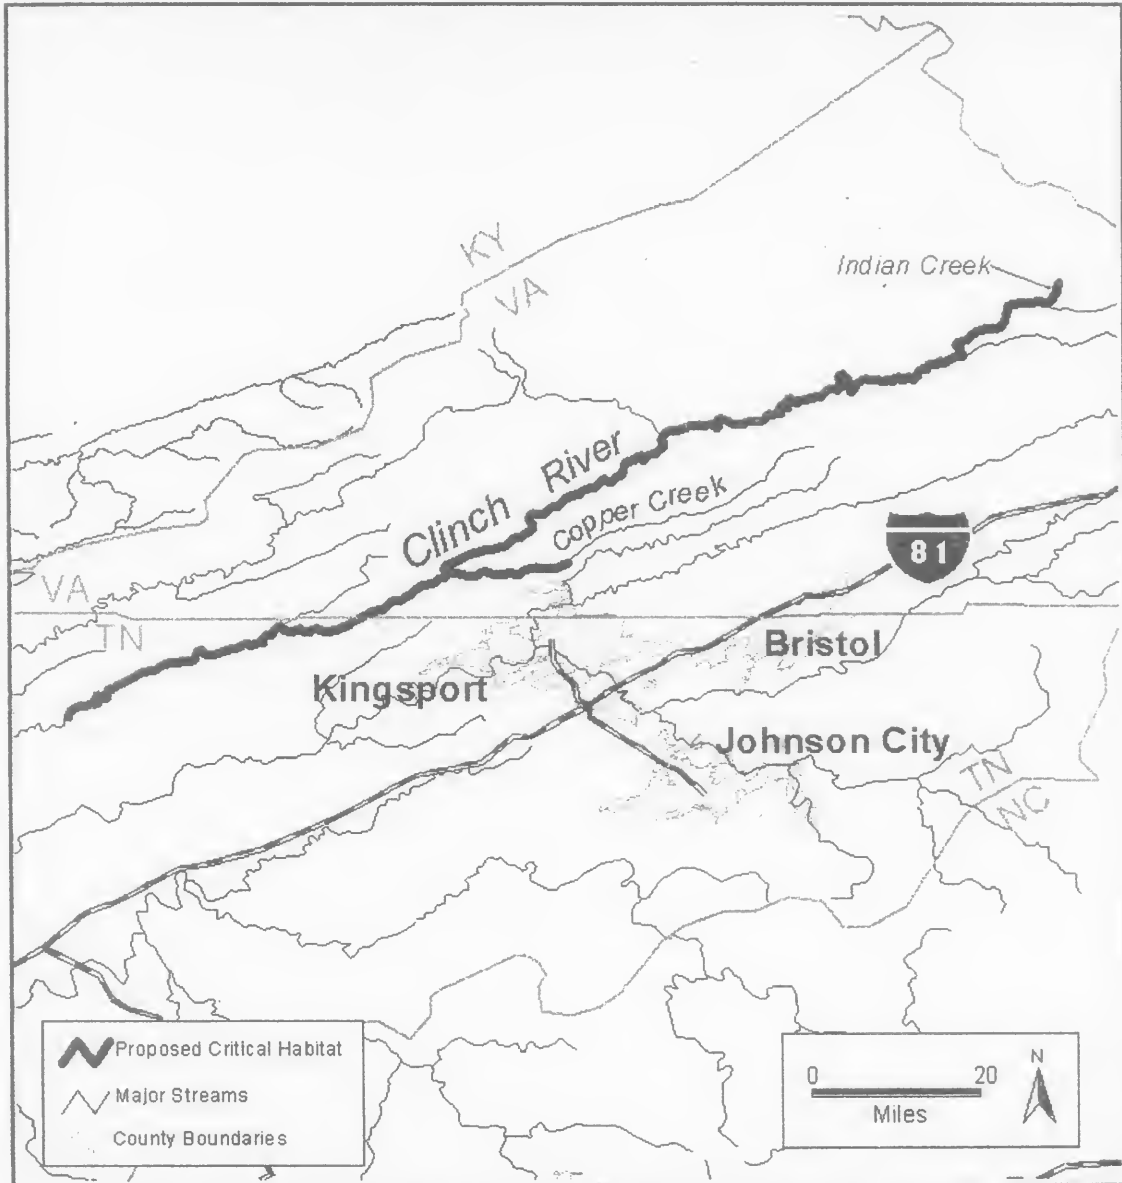 KY
VA
Indian Creek
Clinch River
Copper Creek
81
VA
TN
Bristol
Kingsport
Johnson City
TN
NC
Proposed Critical Habitat
Major Streams
County Boundaries
0 20
Miles
N